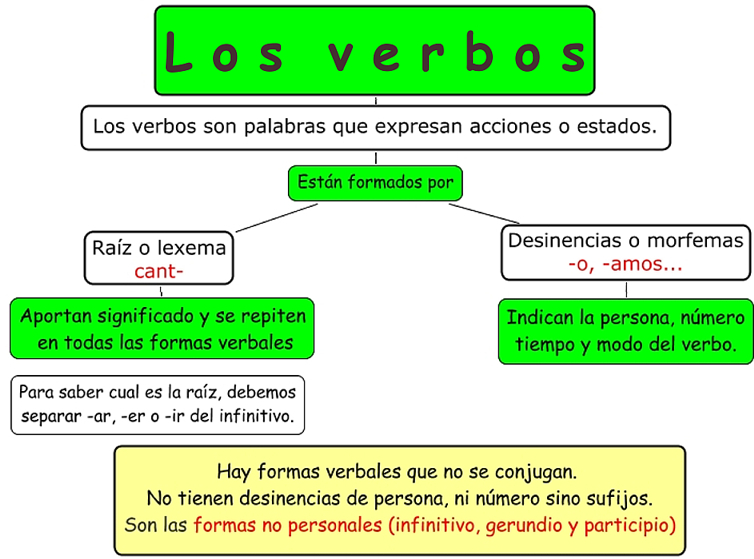 Los verbos
Los verbos son palabras que expresan acciones o estados.
Están formados por
Raíz o lexema
cant-
Aportan significado y se repiten
en todas las formas verbales
Para saber cual es la raíz, debemos
separar -ar, -er o -ir del infinitivo.
Desinencias o morfemas
-o, -amos...
Indican la persona, número
tiempo y modo del verbo.
Hay formas verbales que no se conjugan.
No tienen desinencias de persona, ni número sino sufijos.
Son las formas no personales (infinitivo, gerundio y participio)